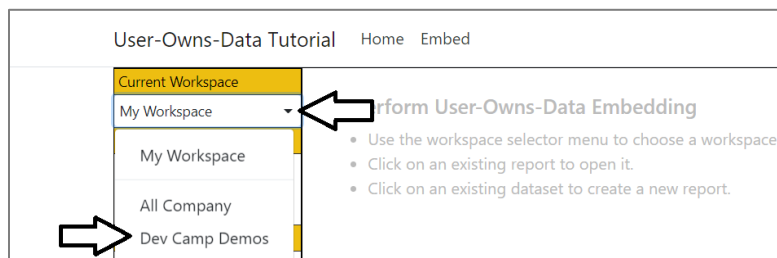 User-Owns-Data Tutorial Home Embed
Current Workspace
My Workspace
My Workspace
All Company
Dev Camp Demos
User-Owns-Data Embedding
Use the workspace selector menu to choose a workspace
Click on an existing report to open it.
Click on an existing dataset to create a new report.